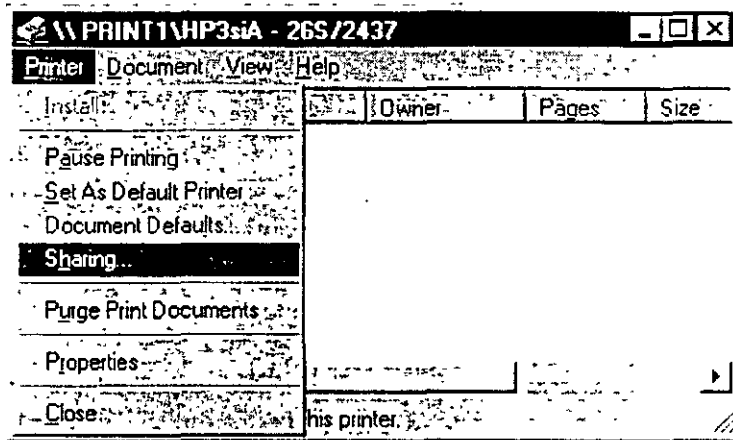 \\ PRINT1\HP3siA - 26S/2437
Printer Document View Help
Install...
Owner Pages Size
Pause Printing
Set As Default Printer
Document Defaults...
Sharing...
Purge Print Documents
Properties
Close
his printer.